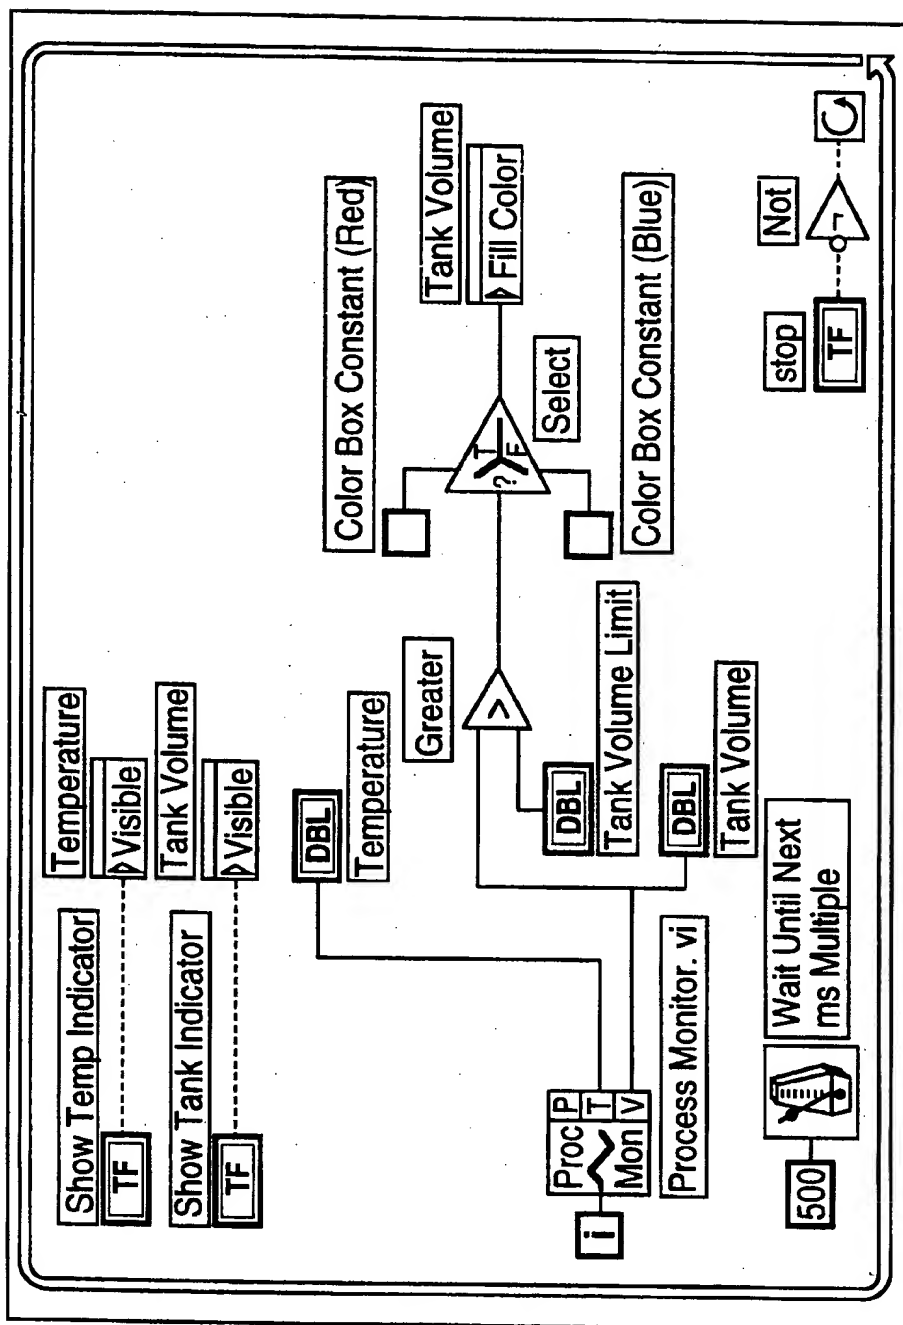 Show Temp Indicator
TF
Temperature
Visible
Show Tank Indicator
TF
Tank Volume
Visible
DBL
Temperature
Greater
>
Color Box Constant (Red)
Tank Volume
Fill Color
? T
F
Select
Color Box Constant (Blue)
i
Proc P
T
Mon V
Process Monitor. vi
DBL
Tank Volume Limit
DBL
Tank Volume
500
Wait Until Next
ms Multiple
stop
TF
Not
¬